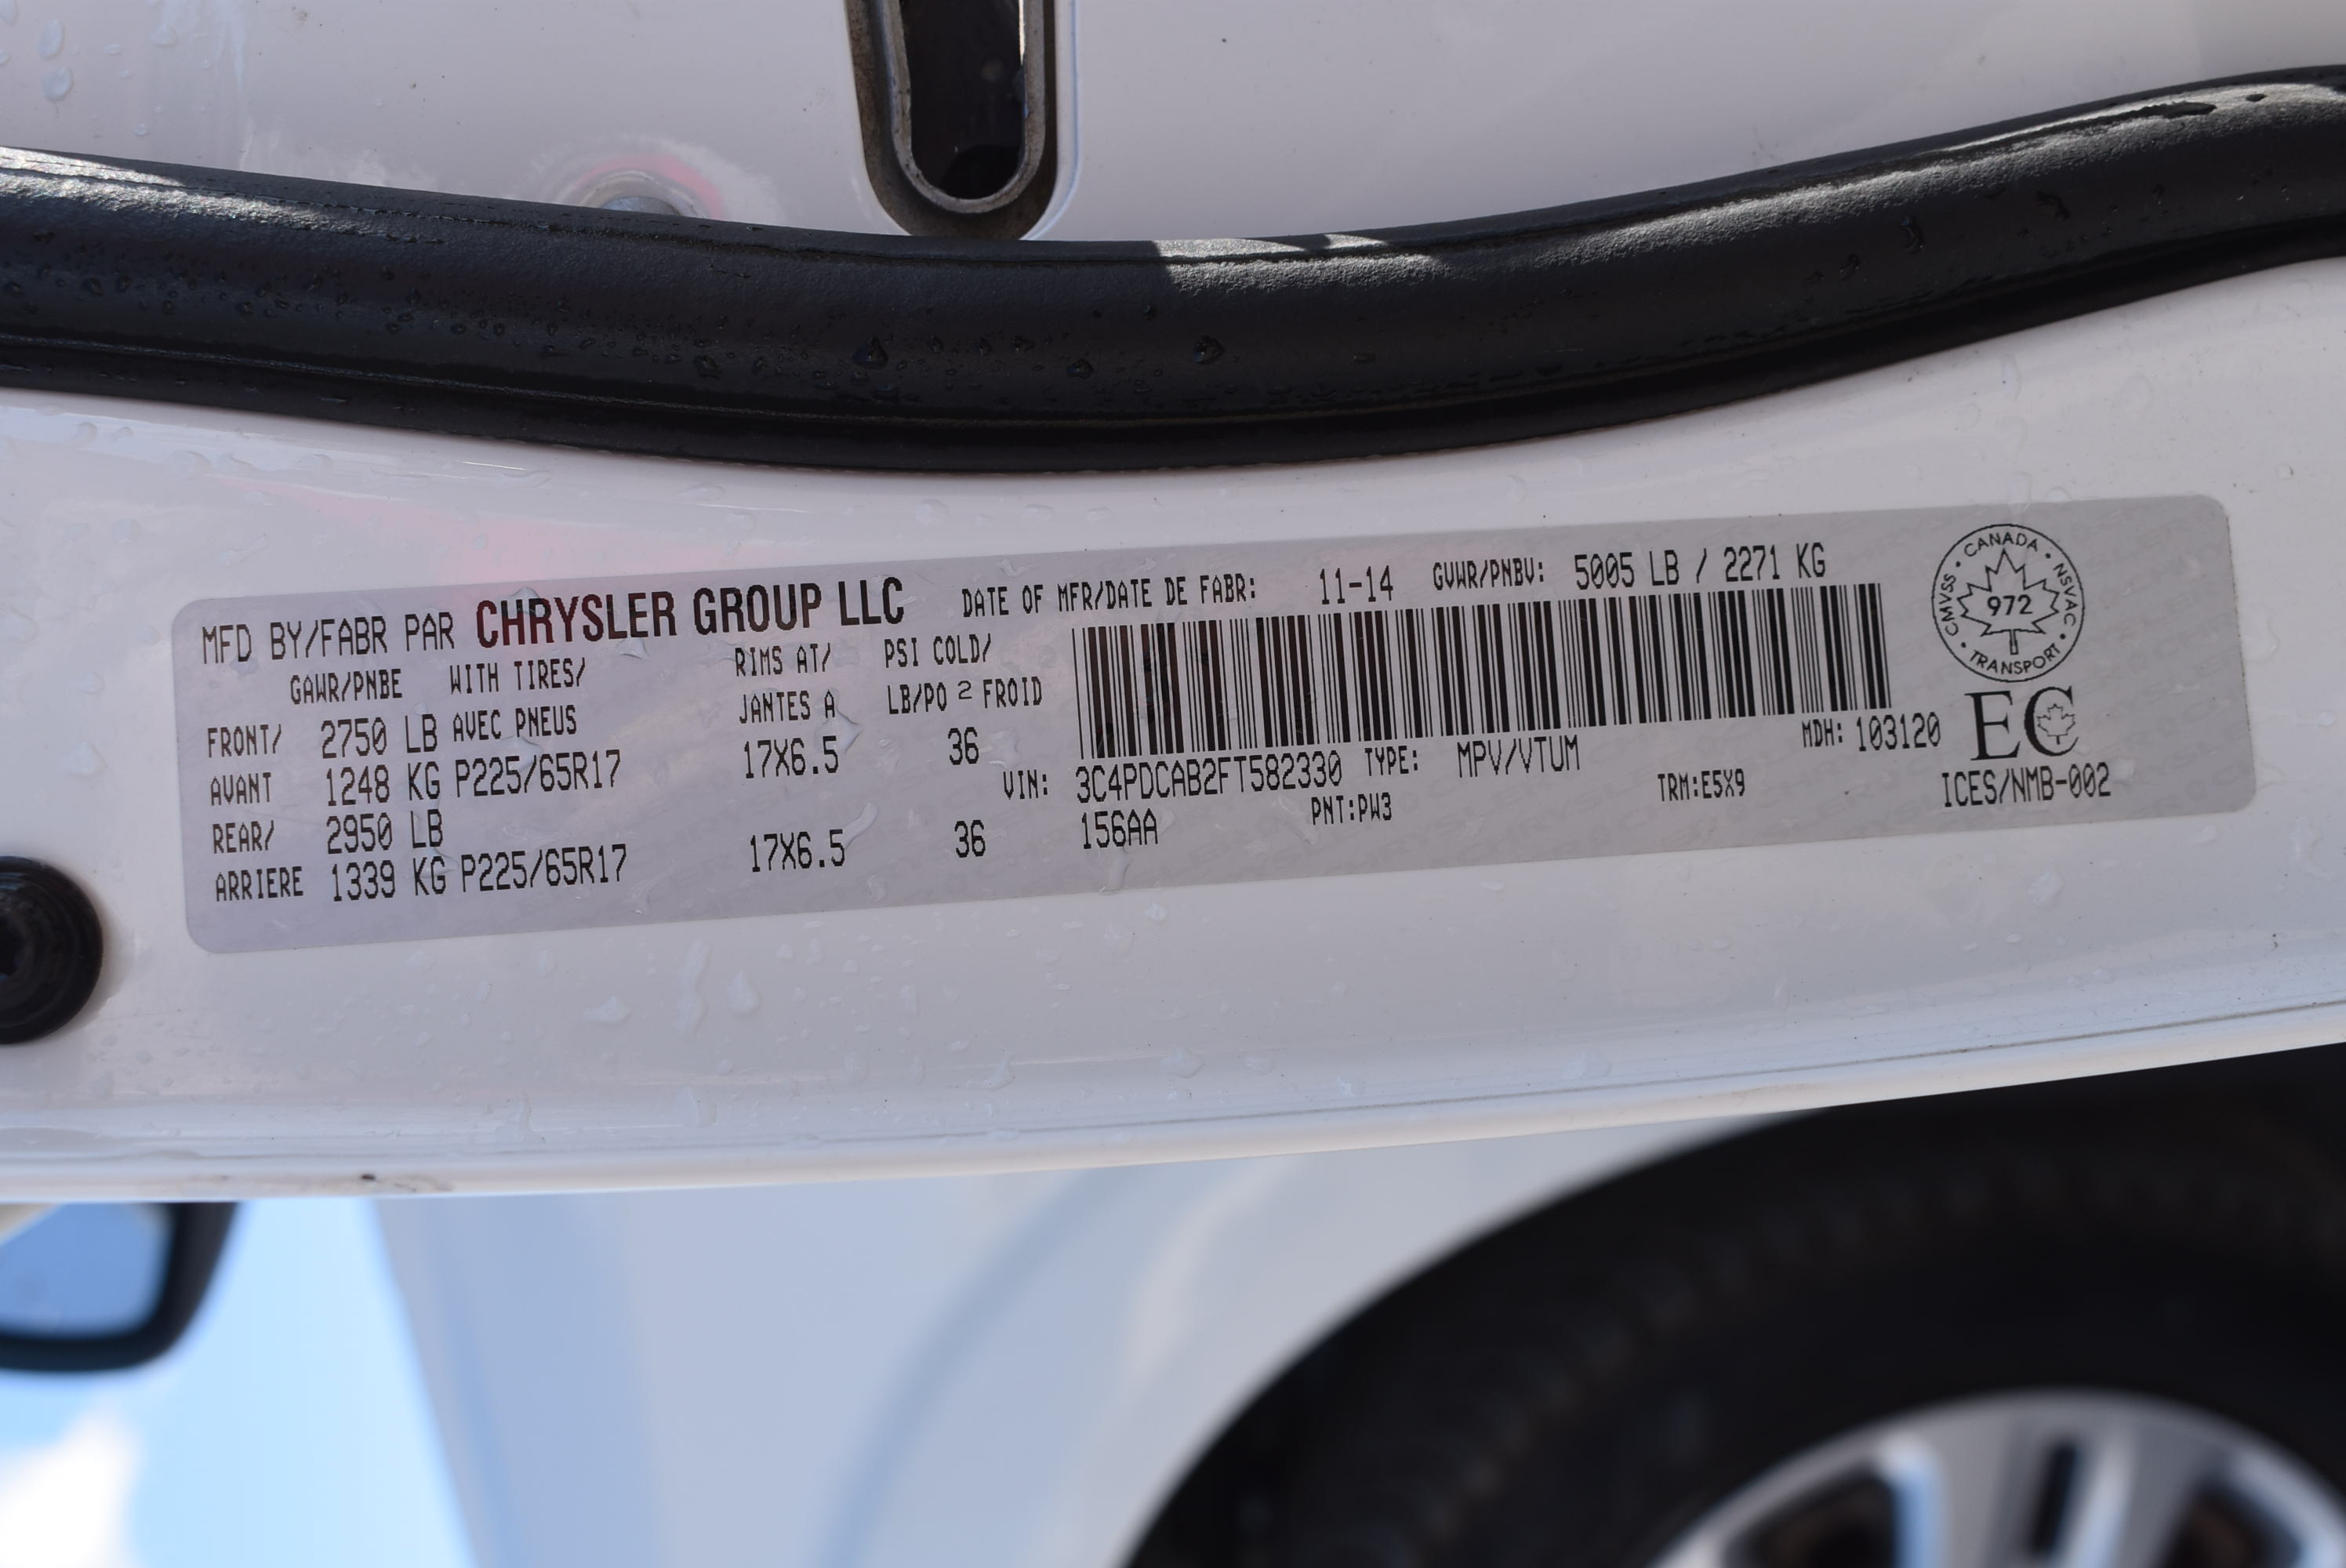 MFD BY/FABR PAR CHRYSLER GROUP LLC DATE OF MFR/DATE DE FABR: 11-14 GVWR/PNBV: 5005 LB / 2271 KG
GAWR/PNBE WITH TIRES/ RIMS AT/ PSI COLD/
FRONT/ 2750 LB AVEC PNEUS JANTES A LB/PO 2 FROID
AVANT 1248 KG P225/65R17 17X6.5 36
REAR/ 2950 LB
ARRIERE 1339 KG P225/65R17 17X6.5 36
VIN: 3C4PDCAB2FT582330 TYPE: MPV/VTUM MDH: 103120
156AA PNT:PW3 TRM:E5X9
CANADA • NSVAC • TRANSPORT • CMVSS •
972
EC
ICES/NMB-002